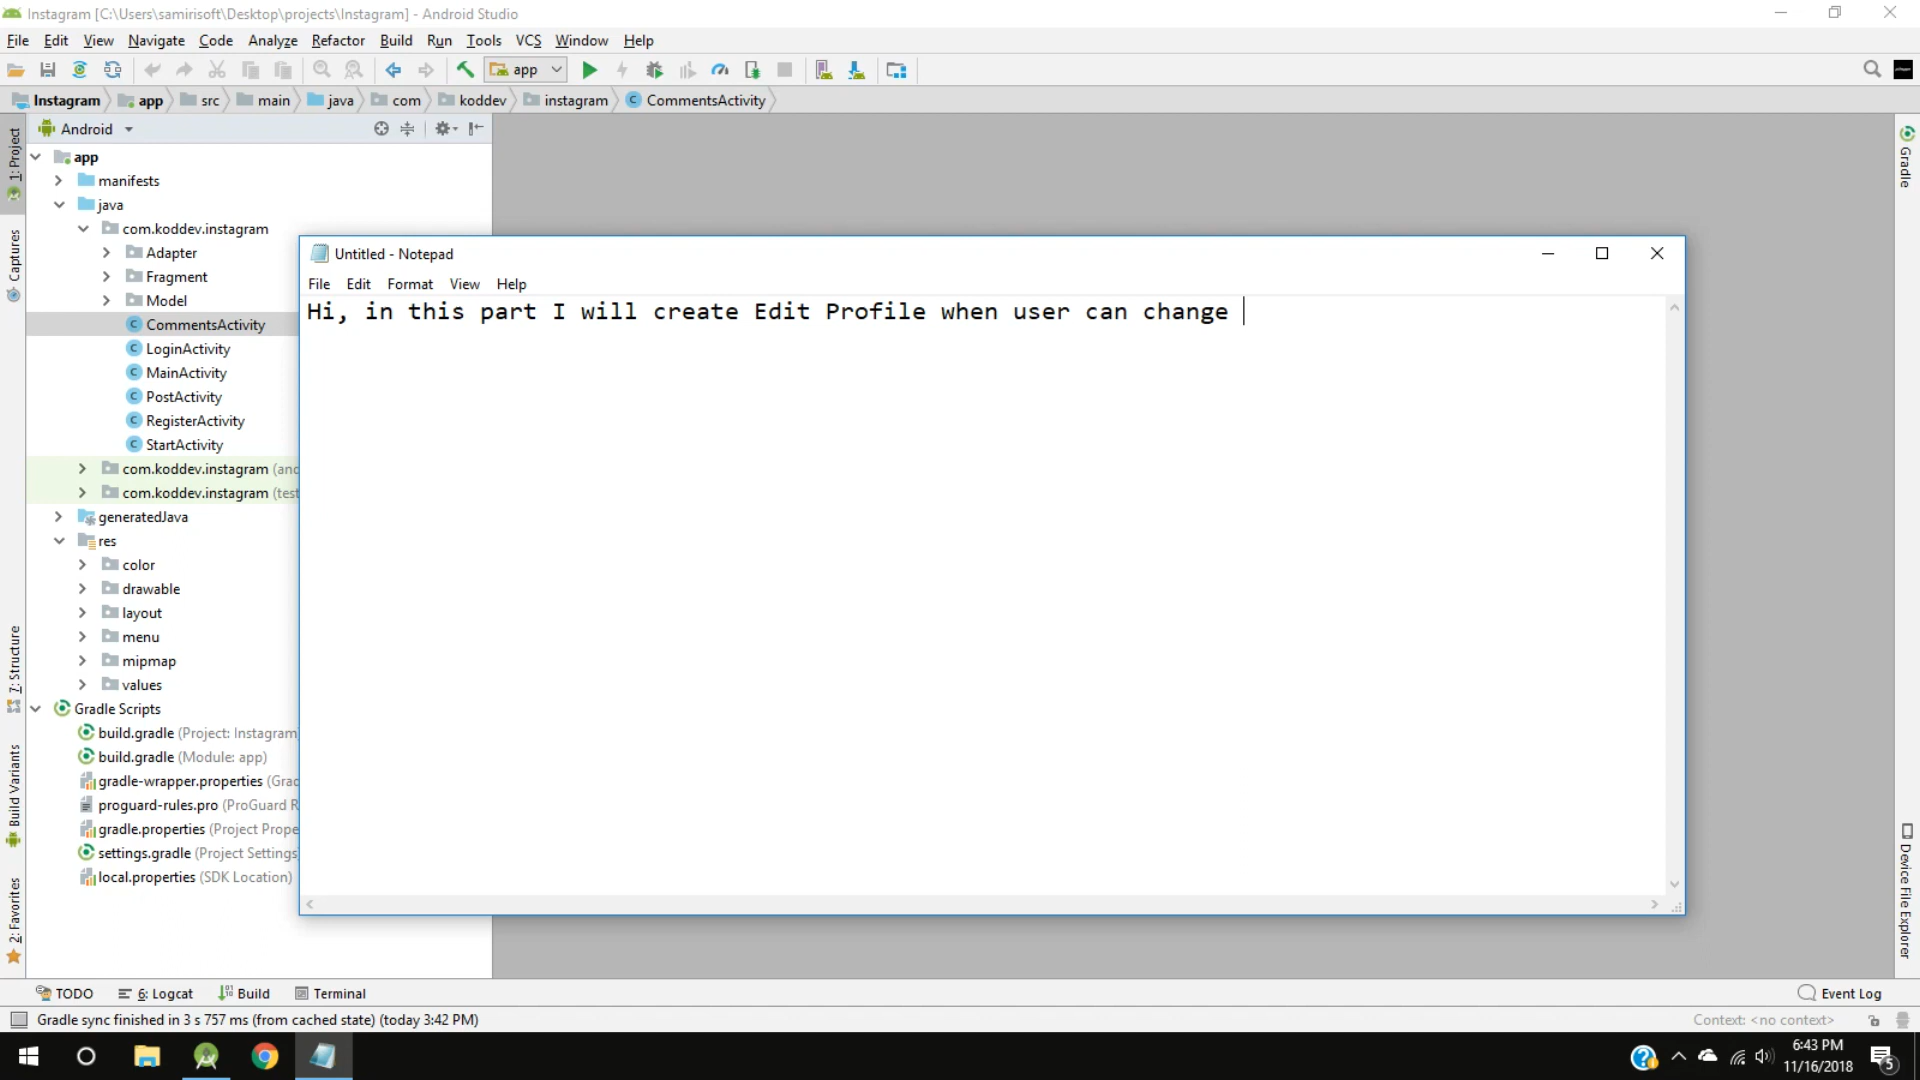 Instagram [C:\Users\samirisoft\Desktop\projects\Instagram] - Android Studio
File Edit View Navigate Code Analyze Refactor Build Run Tools VCS Window Help
app
Instagram app src main java com koddev instagram CommentsActivity
1: Project
Captures
7: Structure
Build Variants
2: Favorites
Android
app
manifests
java
com.koddev.instagram
Adapter
Fragment
Model
CommentsActivity
LoginActivity
MainActivity
PostActivity
RegisterActivity
StartActivity
com.koddev.instagram (and
com.koddev.instagram (test
generatedJava
res
color
drawable
layout
menu
mipmap
values
Gradle Scripts
build.gradle (Project: Instagram
build.gradle (Module: app)
gradle-wrapper.properties (Grad
proguard-rules.pro (ProGuard R
gradle.properties (Project Prope
settings.gradle (Project Settings
local.properties (SDK Location)
Untitled - Notepad
File Edit Format View Help
Hi, in this part I will create Edit Profile when user can change
Gradle
Device File Explorer
TODO 6: Logcat Build Terminal Event Log
Gradle sync finished in 3 s 757 ms (from cached state) (today 3:42 PM) Context: <no context>
6:43 PM
11/16/2018
5